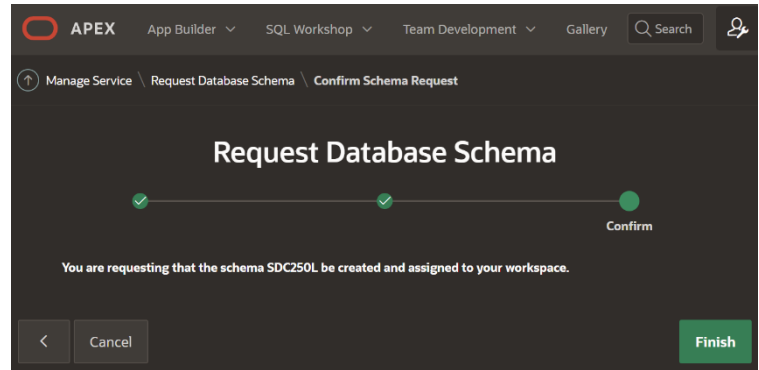 APEX App Builder SQL Workshop Team Development Gallery Search
Manage Service \ Request Database Schema \ Confirm Schema Request
Request Database Schema
Confirm
You are requesting that the schema SDC250L be created and assigned to your workspace.
Cancel Finish